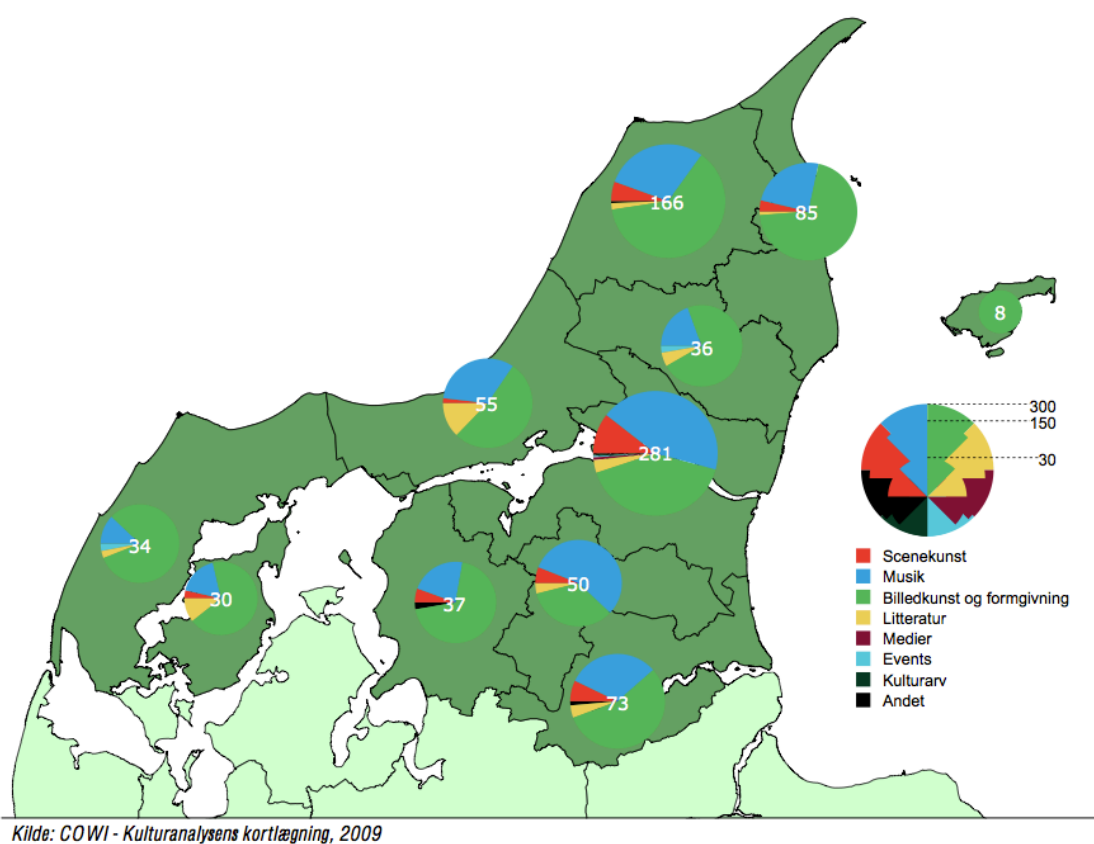 166
85
8
36
55
281
300
150
30
34
30
37
50
73
Scenekunst
Musik
Billedkunst og formgivning
Litteratur
Medier
Events
Kulturarv
Andet
Kilde: COWI - Kulturanalysens kortlægning, 2009